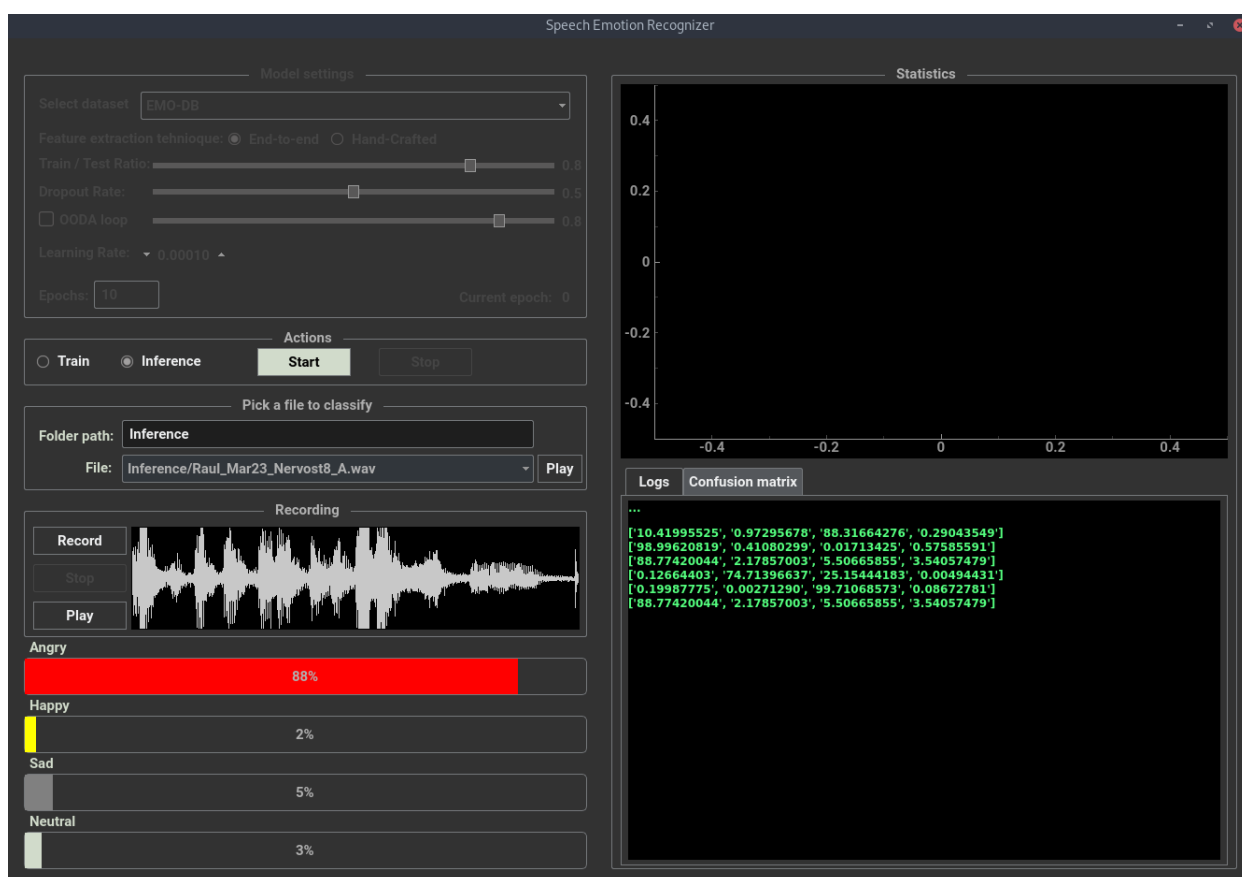 Speech Emotion Recognizer
Model settings
Select dataset EMO-DB
Feature extraction tehnioque: End-to-end Hand-Crafted
Train / Test Ratio: 0.8
Dropout Rate: 0.5
OODA loop 0.8
Learning Rate: 0.00010
Epochs: 10 Current epoch: 0
Actions
Train Inference Start Stop
Pick a file to classify
Folder path: Inference
File: Inference/Raul_Mar23_Nervost8_A.wav Play
Recording
Record
Stop
Play
Angry
88%
Happy
2%
Sad
5%
Neutral
3%
Statistics
0.4
0.2
0
-0.2
-0.4
-0.4 -0.2 0 0.2 0.4
Logs Confusion matrix
...
['10.41995525', '0.97295678', '88.31664276', '0.29043549']
['98.99620819', '0.41080299', '0.01713425', '0.57585591']
['88.77420044', '2.17857003', '5.50665855', '3.54057479']
['0.12664403', '74.71396637', '25.15444183', '0.00494431']
['0.19987775', '0.00271290', '99.71068573', '0.08672781']
['88.77420044', '2.17857003', '5.50665855', '3.54057479']